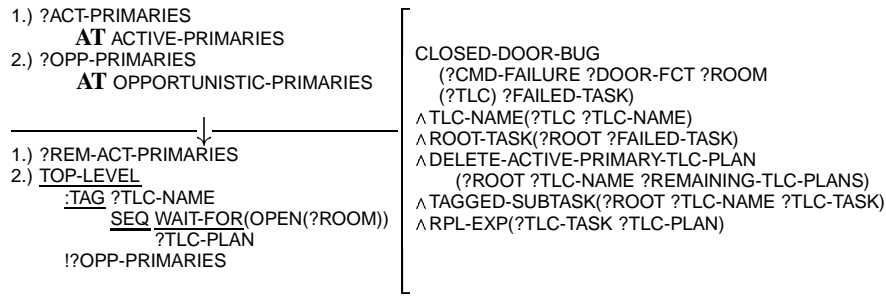 1.) ?ACT-PRIMARIES
AT ACTIVE-PRIMARIES
2.) ?OPP-PRIMARIES
AT OPPORTUNISTIC-PRIMARIES
1.) ?REM-ACT-PRIMARIES
2.) TOP-LEVEL
:TAG ?TLC-NAME
SEQ WAIT-FOR(OPEN(?ROOM))
?TLC-PLAN
!?OPP-PRIMARIES
CLOSED-DOOR-BUG
(?CMD-FAILURE ?DOOR-FCT ?ROOM
(?TLC) ?FAILED-TASK)
∧TLC-NAME(?TLC ?TLC-NAME)
∧ROOT-TASK(?ROOT ?FAILED-TASK)
∧DELETE-ACTIVE-PRIMARY-TLC-PLAN
(?ROOT ?TLC-NAME ?REMAINING-TLC-PLANS)
∧TAGGED-SUBTASK(?ROOT ?TLC-NAME ?TLC-TASK)
∧RPL-EXP(?TLC-TASK ?TLC-PLAN)